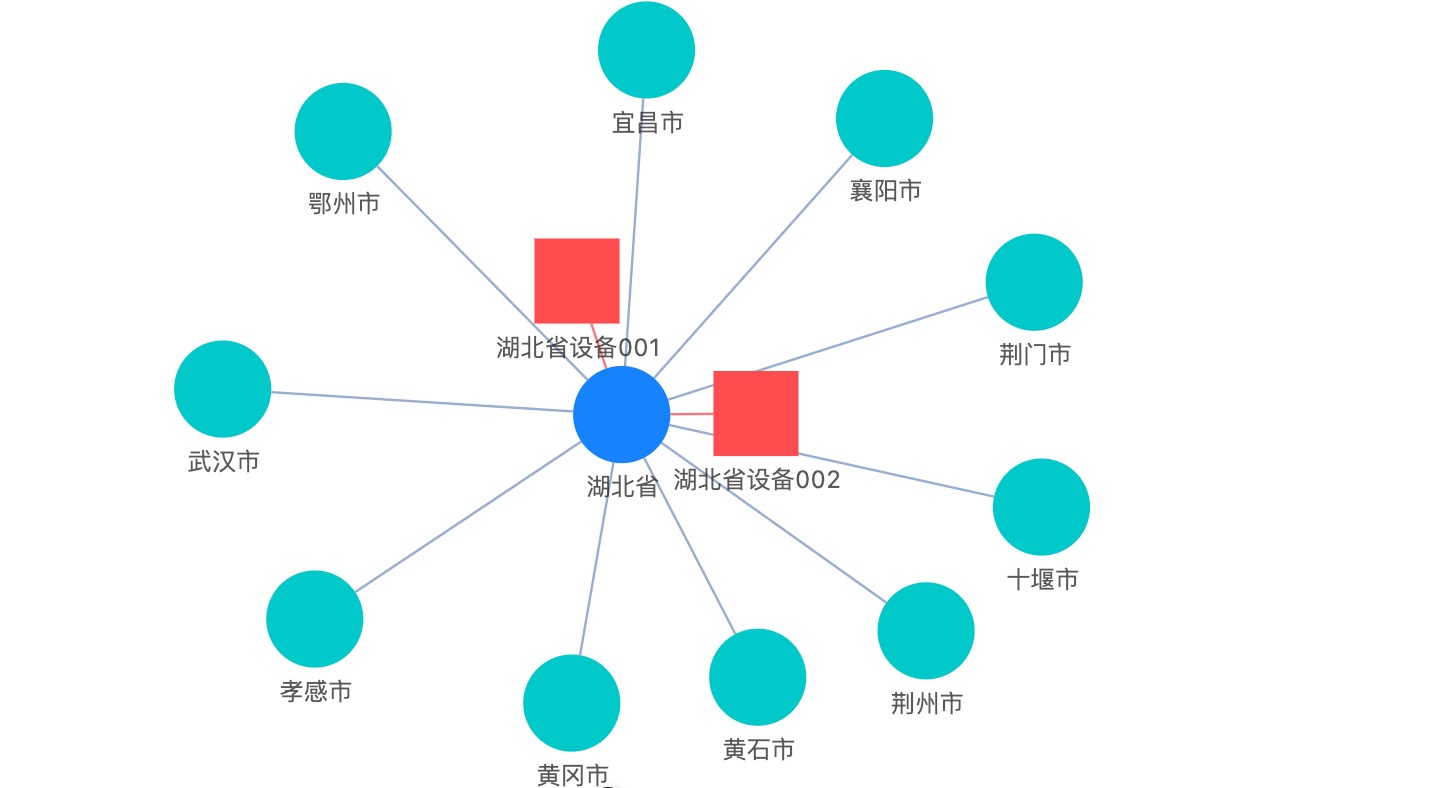 宜昌市
襄阳市
鄂州市
荆门市
湖北省设备001
武汉市
湖北省设备002
湖北省
十堰市
孝感市
荆州市
黄石市
黄冈市